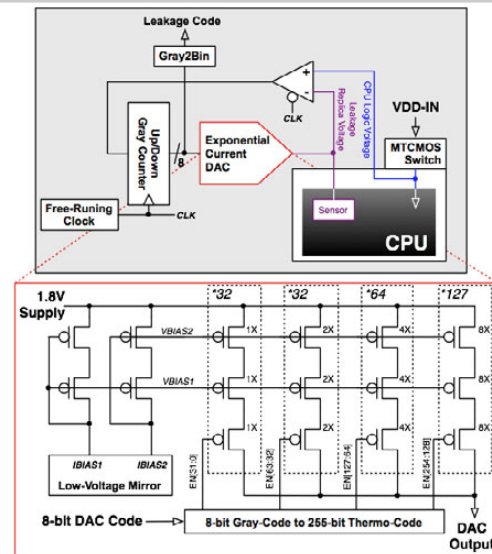 Leakage Code
Gray2Bin
+
-
CLK
CPU Logic Voltage
Leakage
Replica Voltage
VDD-IN
MTCMOS
Switch
Up/Down
Gray Counter
8
Exponential
Current
DAC
Free-Runing
Clock
CLK
Sensor
CPU
1.8V
Supply
*32
*32
*64
*127
VBIAS2
1X
2X
4X
8X
VBIAS1
1X
2X
4X
8X
1X
2X
4X
8X
IBIAS1
IBIAS2
Low-Voltage Mirror
EN[31:0]
EN[63:32]
EN[127:64]
EN[254:128]
8-bit DAC Code
8-bit Gray-Code to 255-bit Thermo-Code
DAC
Output